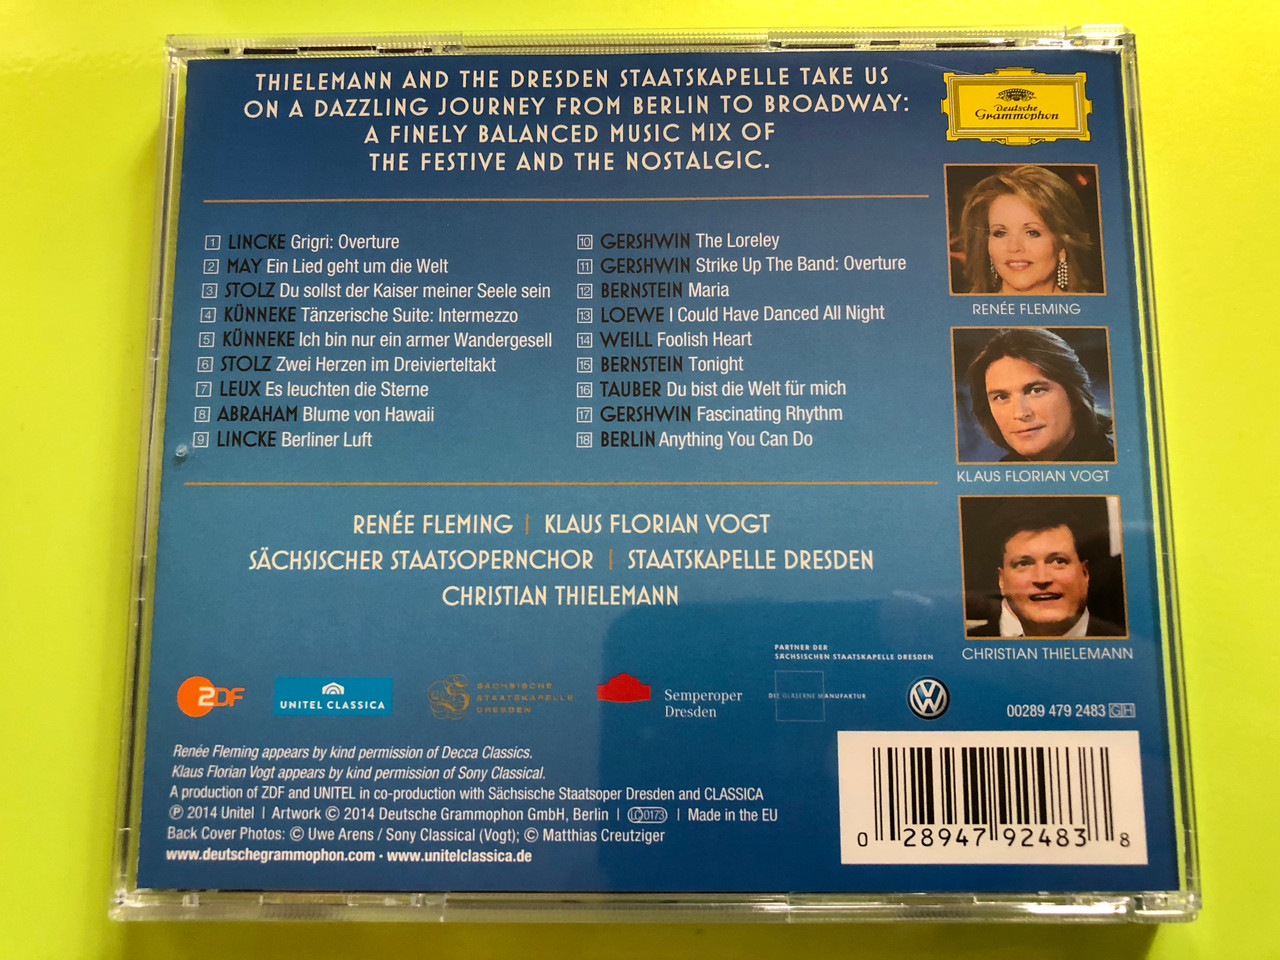 THIELEMANN AND THE DRESDEN STAATSKAPELLE TAKE US
ON A DAZZLING JOURNEY FROM BERLIN TO BROADWAY:
A FINELY BALANCED MUSIC MIX OF
THE FESTIVE AND THE NOSTALGIC.
Deutsche
Grammophon
1 LINCKE Grigri: Overture
2 MAY Ein Lied geht um die Welt
3 STOLZ Du sollst der Kaiser meiner Seele sein
4 KÜNNEKE Tänzerische Suite: Intermezzo
5 KÜNNEKE Ich bin nur ein armer Wandergesell
6 STOLZ Zwei Herzen im Dreivierteltakt
7 LEUX Es leuchten die Sterne
8 ABRAHAM Blume von Hawaii
9 LINCKE Berliner Luft
10 GERSHWIN The Loreley
11 GERSHWIN Strike Up The Band: Overture
12 BERNSTEIN Maria
13 LOEWE I Could Have Danced All Night
14 WEILL Foolish Heart
15 BERNSTEIN Tonight
16 TAUBER Du bist die Welt für mich
17 GERSHWIN Fascinating Rhythm
18 BERLIN Anything You Can Do
RENÉE FLEMING
KLAUS FLORIAN VOGT
CHRISTIAN THIELEMANN
RENÉE FLEMING | KLAUS FLORIAN VOGT
SÄCHSISCHER STAATSOPERNCHOR | STAATSKAPELLE DRESDEN
CHRISTIAN THIELEMANN
PARTNER DER
SÄCHSISCHEN STAATSKAPELLE DRESDEN
ZDF
UNITEL CLASSICA
SÄCHSISCHE
STAATSKAPELLE
DRESDEN
Semperoper
Dresden
DIE GLÄSERNE MANUFAKTUR
VW
00289 479 2483 GH
Renée Fleming appears by kind permission of Decca Classics.
Klaus Florian Vogt appears by kind permission of Sony Classical.
A production of ZDF and UNITEL in co-production with Sächsische Staatsoper Dresden and CLASSICA
℗ 2014 Unitel | Artwork © 2014 Deutsche Grammophon GmbH, Berlin | LC 0173 | Made in the EU
Back Cover Photos: © Uwe Arens / Sony Classical (Vogt); © Matthias Creutziger
www.deutschegrammophon.com · www.unitelclassica.de
0 28947 92483 8